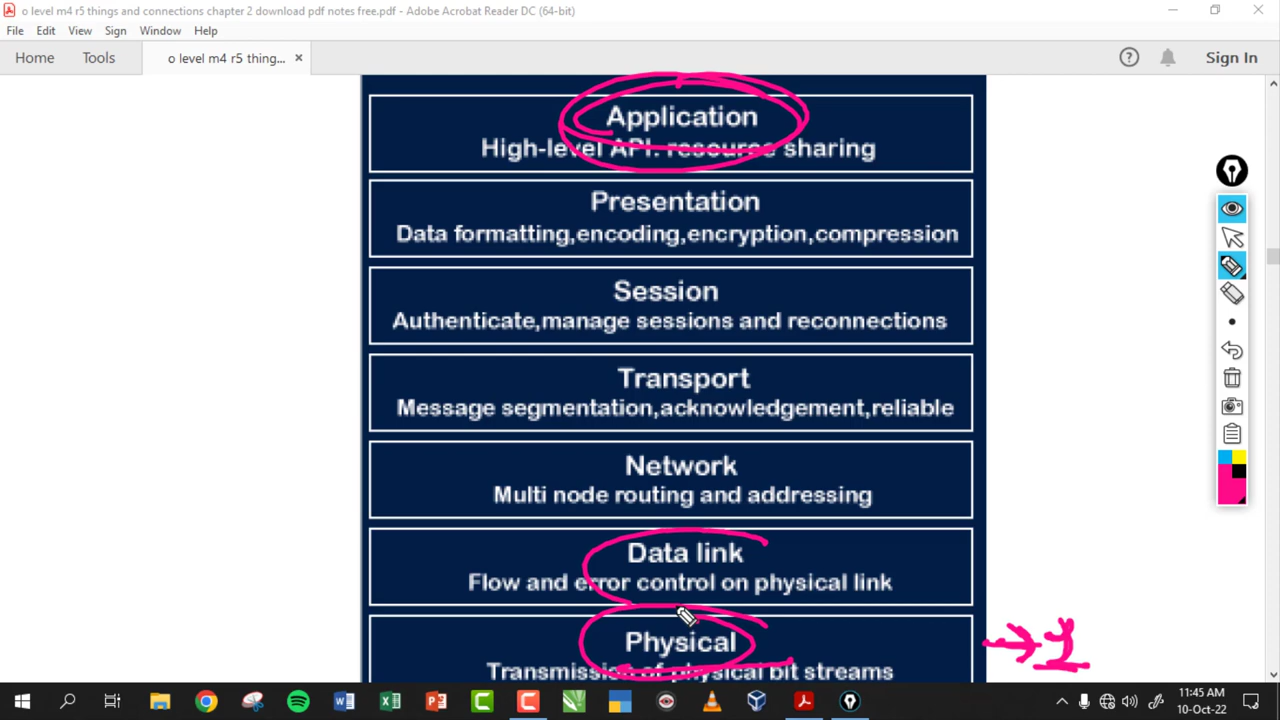 o level m4 r5 things and connections chapter 2 download pdf notes free.pdf - Adobe Acrobat Reader DC (64-bit)
File Edit View Sign Window Help
Home Tools o level m4 r5 thing... × Sign In
Application
High-level API. resourse sharing
Presentation
Data formatting,encoding,encryption,compression
Session
Authenticate,manage sessions and reconnections
Transport
Message segmentation,acknowledgement,reliable
Network
Multi node routing and addressing
Data link
Flow and error control on physical link
Physical
→ 1
Transmission of physical bit streams
11:45 AM
10-Oct-22